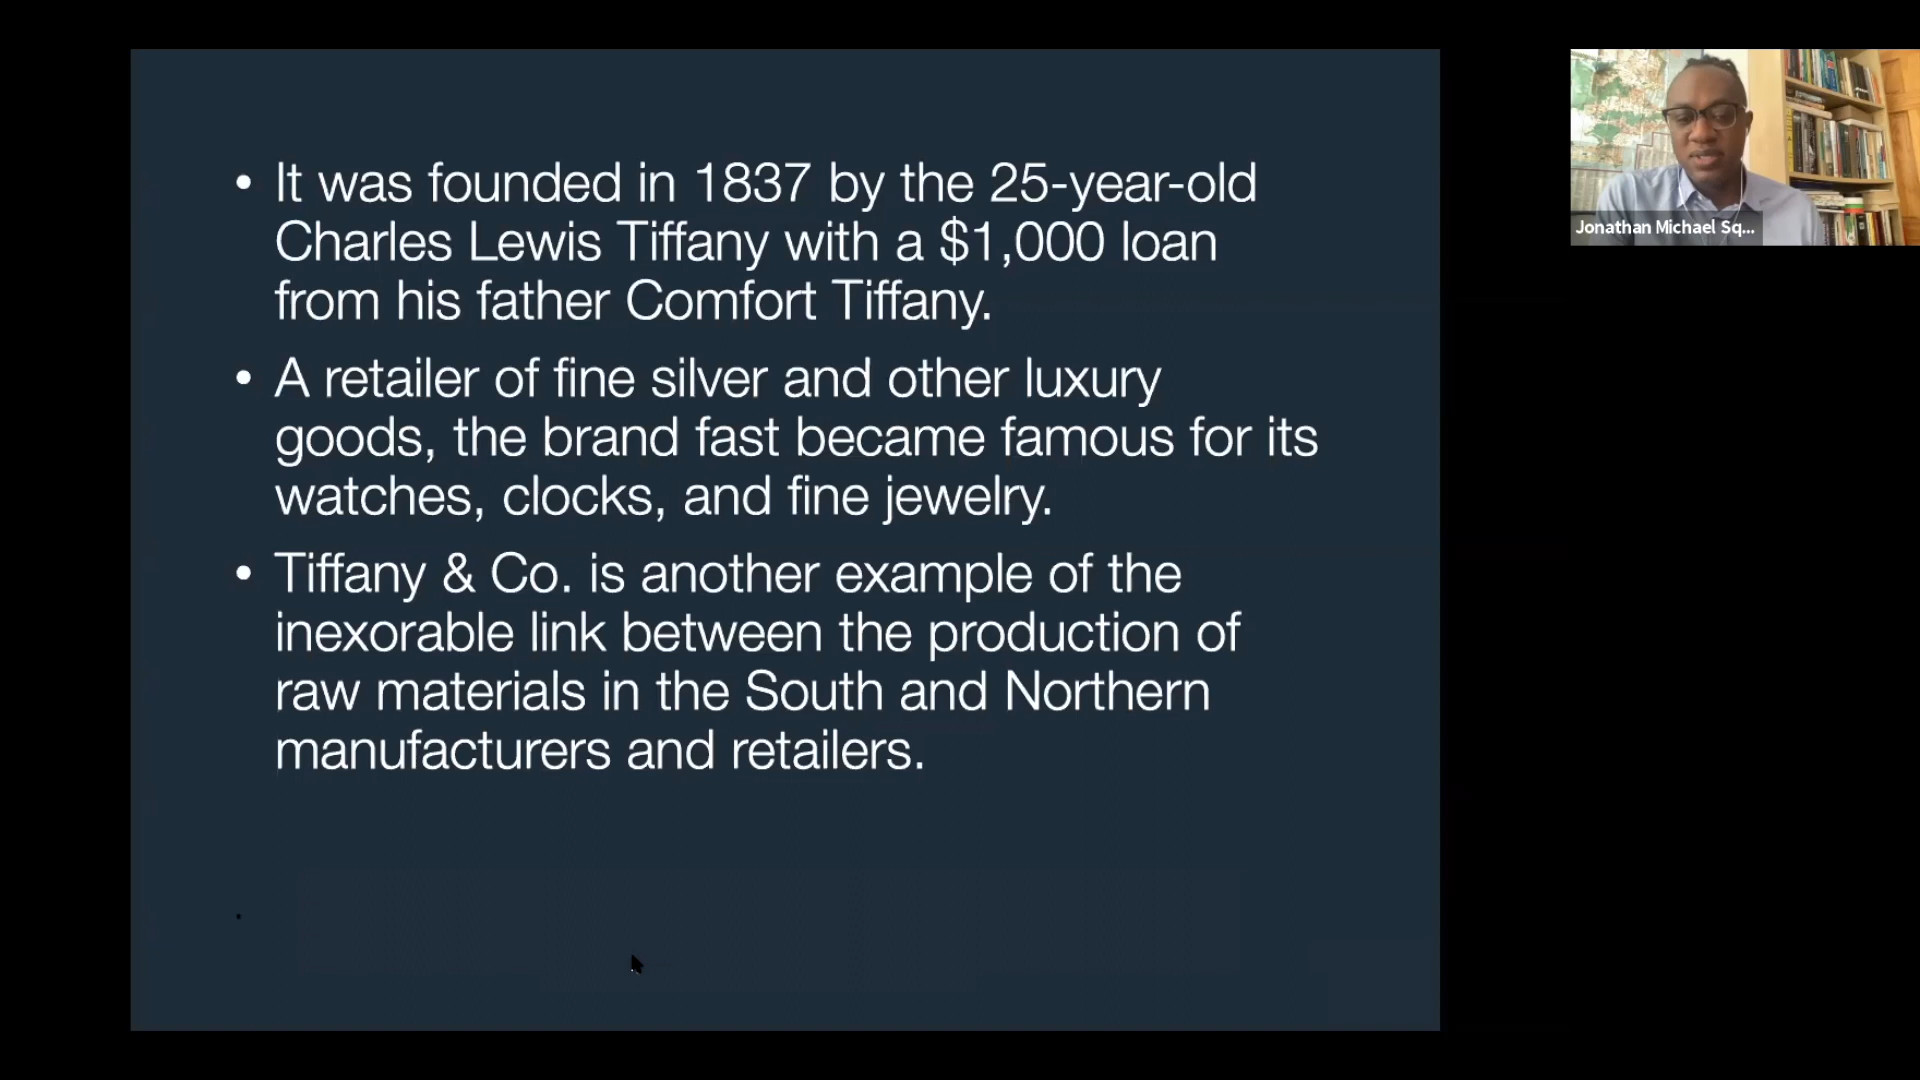 • It was founded in 1837 by the 25-year-old
Charles Lewis Tiffany with a $1,000 loan
from his father Comfort Tiffany.
• A retailer of fine silver and other luxury
goods, the brand fast became famous for its
watches, clocks, and fine jewelry.
• Tiffany & Co. is another example of the
inexorable link between the production of
raw materials in the South and Northern
manufacturers and retailers.
Jonathan Michael Sq...